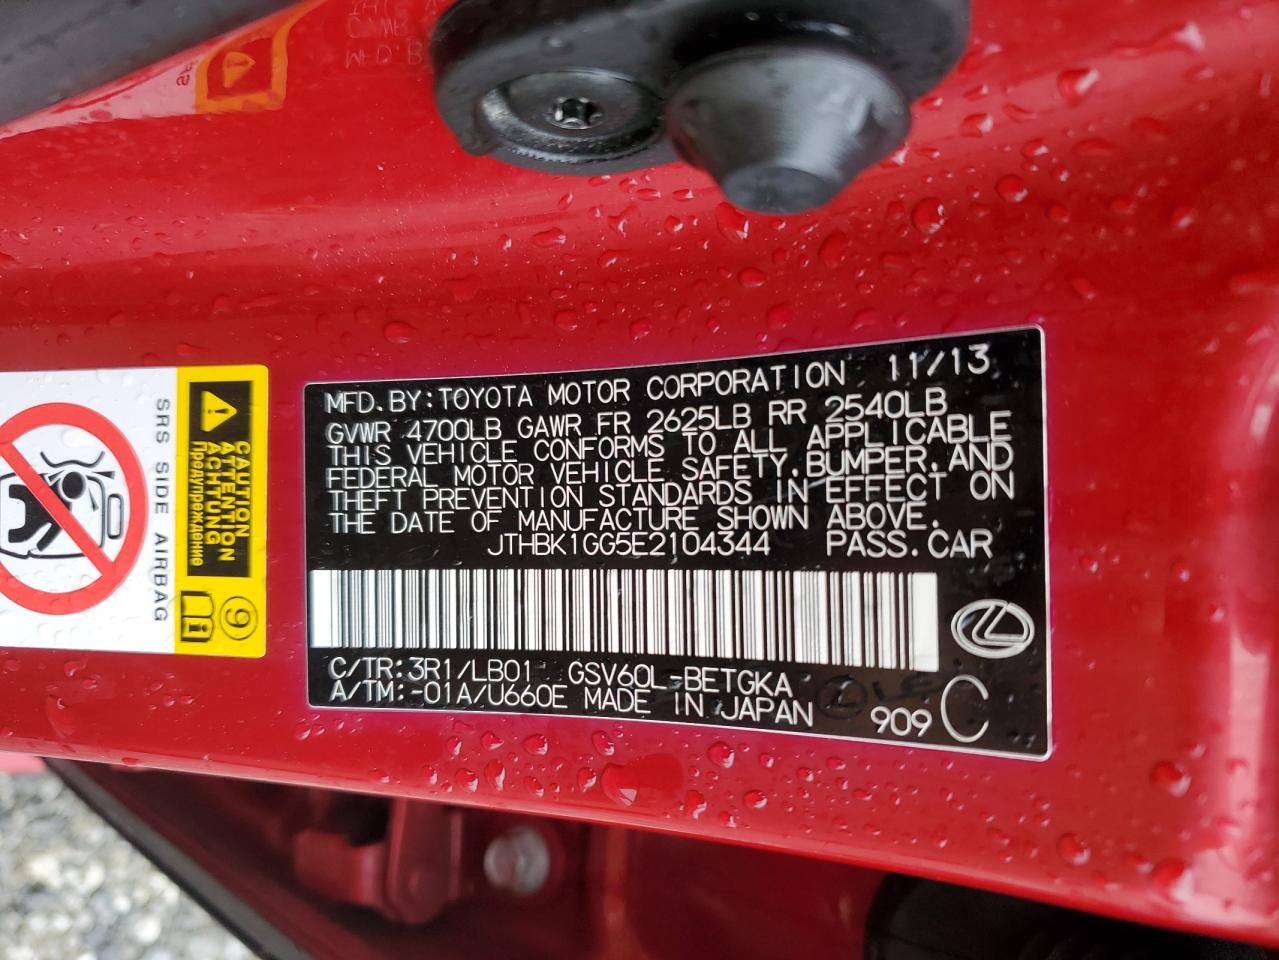 MFD. BY: TOYOTA MOTOR CORPORATION 11/13
GVWR 4700LB GAWR FR 2625LB RR 2540LB
THIS VEHICLE CONFORMS TO ALL APPLICABLE
FEDERAL MOTOR VEHICLE SAFETY, BUMPER, AND
THEFT PREVENTION STANDARDS IN EFFECT ON
THE DATE OF MANUFACTURE SHOWN ABOVE.
JTHBK1GG5E2104344 PASS. CAR
C/TR: 3R1/LB01 GSV60L-BETGKA
A/TM: -01A/U660E MADE IN JAPAN
909 C
SRS SIDE AIRBAG
CAUTION
ATTENTION
ACHTUNG
Предупреждение
9